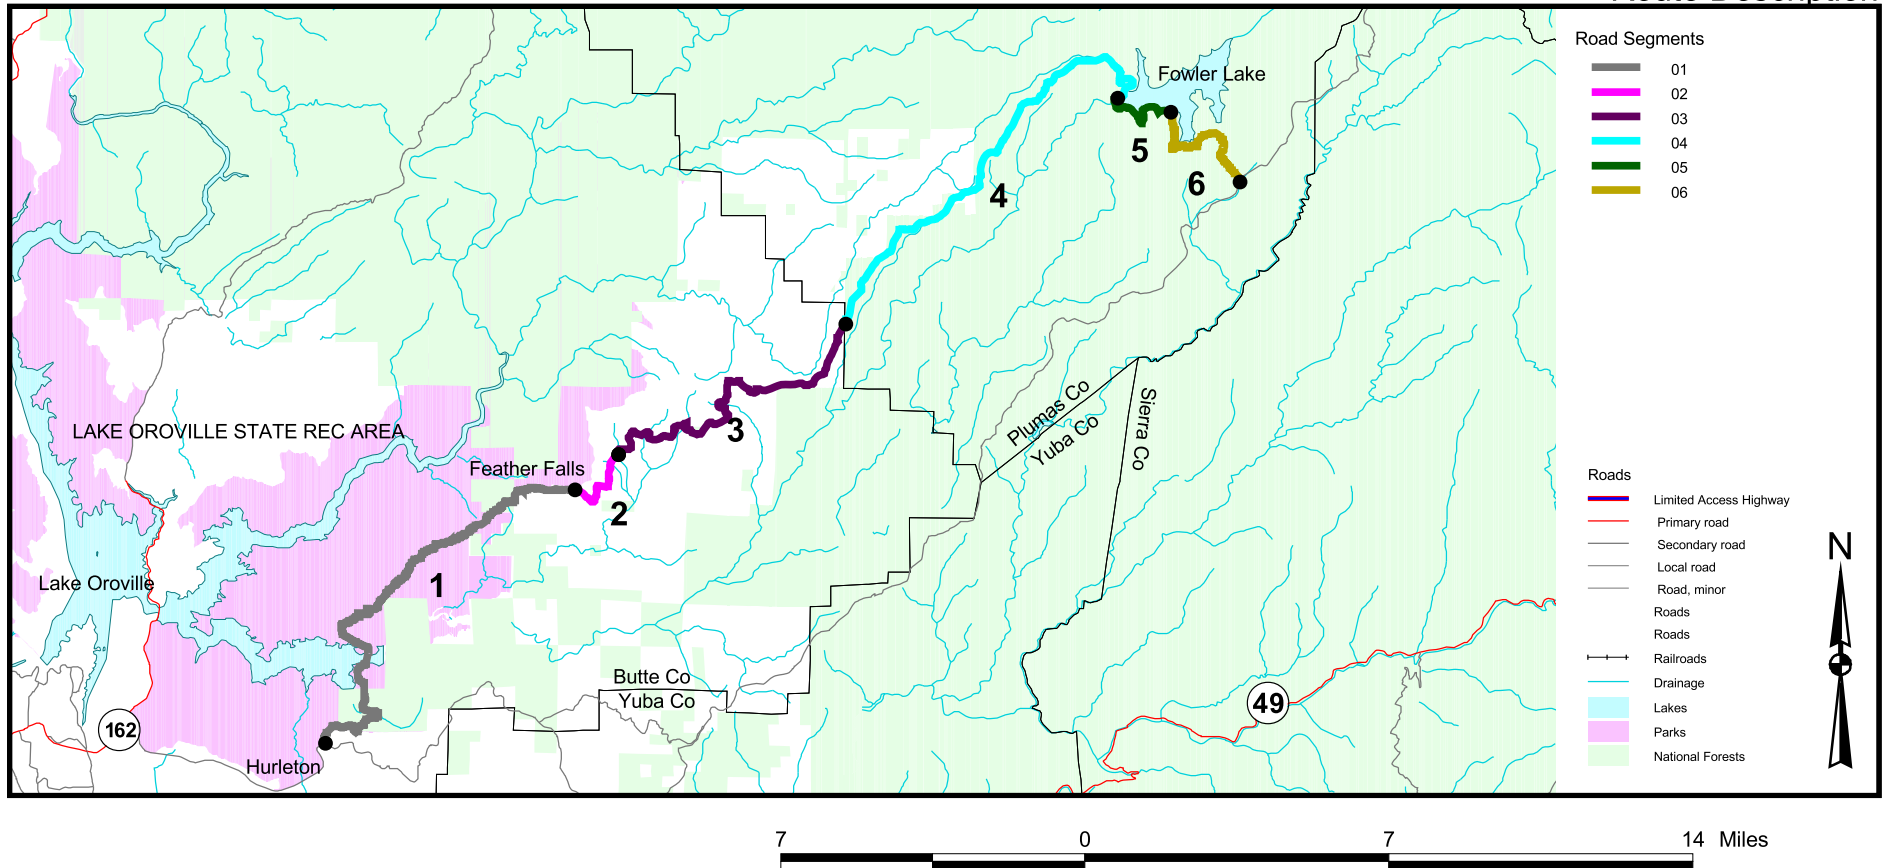 Route Description
Road Segments
01
02
03
04
05
06
Fowler Lake
5
6
4
3
LAKE OROVILLE STATE REC AREA
Feather Falls
2
1
Plumas Co
Yuba Co
Sierra Co
Lake Oroville
Butte Co
Yuba Co
162
49
Hurleton
Roads
Limited Access Highway
Primary road
Secondary road
Local road
Road, minor
Roads
Roads
Railroads
Drainage
Lakes
Parks
National Forests
N
7 0 7 14 Miles